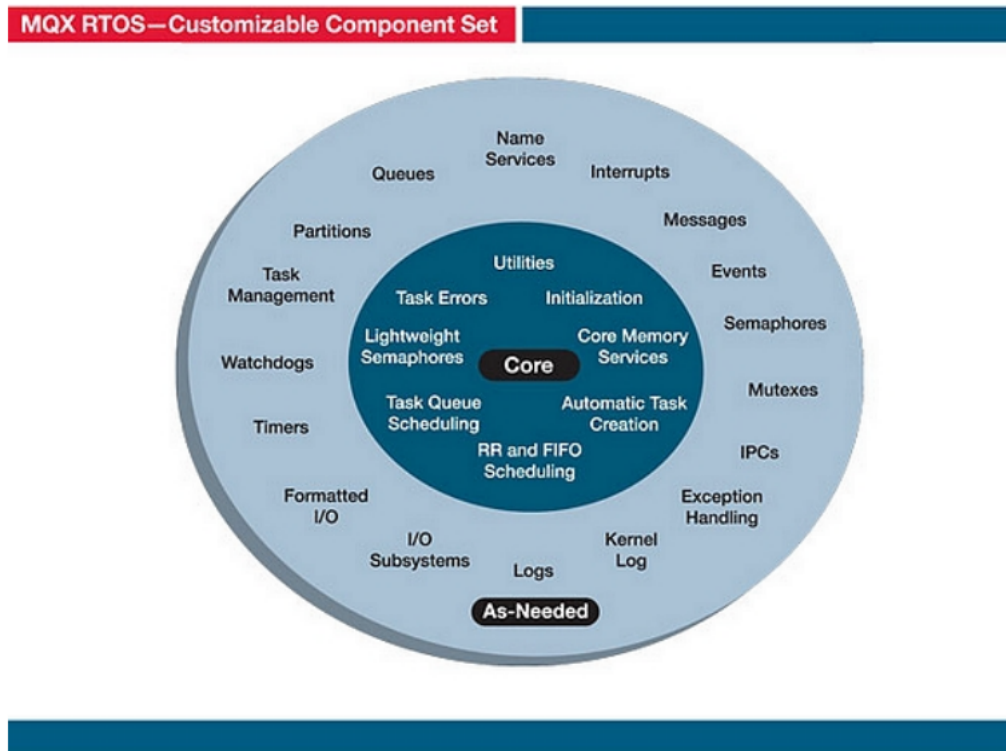 MQX RTOS—Customizable Component Set
Name
Services
Queues
Interrupts
Partitions
Messages
Task
Management
Events
Watchdogs
Semaphores
Timers
Mutexes
Formatted
I/O
IPCs
I/O
Subsystems
Exception
Handling
Logs
Kernel
Log
As-Needed
Utilities
Task Errors
Initialization
Lightweight
Semaphores
Core Memory
Services
Core
Task Queue
Scheduling
Automatic Task
Creation
RR and FIFO
Scheduling